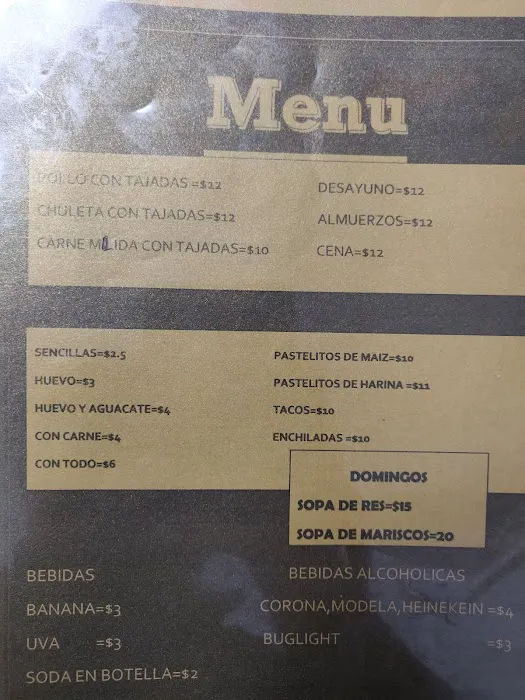 Menu
POLLO CON TAJADAS =$12
CHULETA CON TAJADAS=$12
CARNE MLIDA CON TAJADAS=$10
DESAYUNO=$12
ALMUERZOS=$12
CENA=$12
SENCILLAS=$2.5
HUEVO=$3
HUEVO Y AGUACATE=$4
CON CARNE=$4
CON TODO=$6
PASTELITOS DE MAIZ=$10
PASTELITOS DE HARINA =$11
TACOS=$10
ENCHILADAS =$10
DOMINGOS
SOPA DE RES=$15
SOPA DE MARISCOS=20
BEBIDAS
BANANA=$3
UVA =$3
SODA EN BOTELLA=$2
BEBIDAS ALCOHOLICAS
CORONA,MODELA,HEINEKEIN =$4
BUGLIGHT =$3